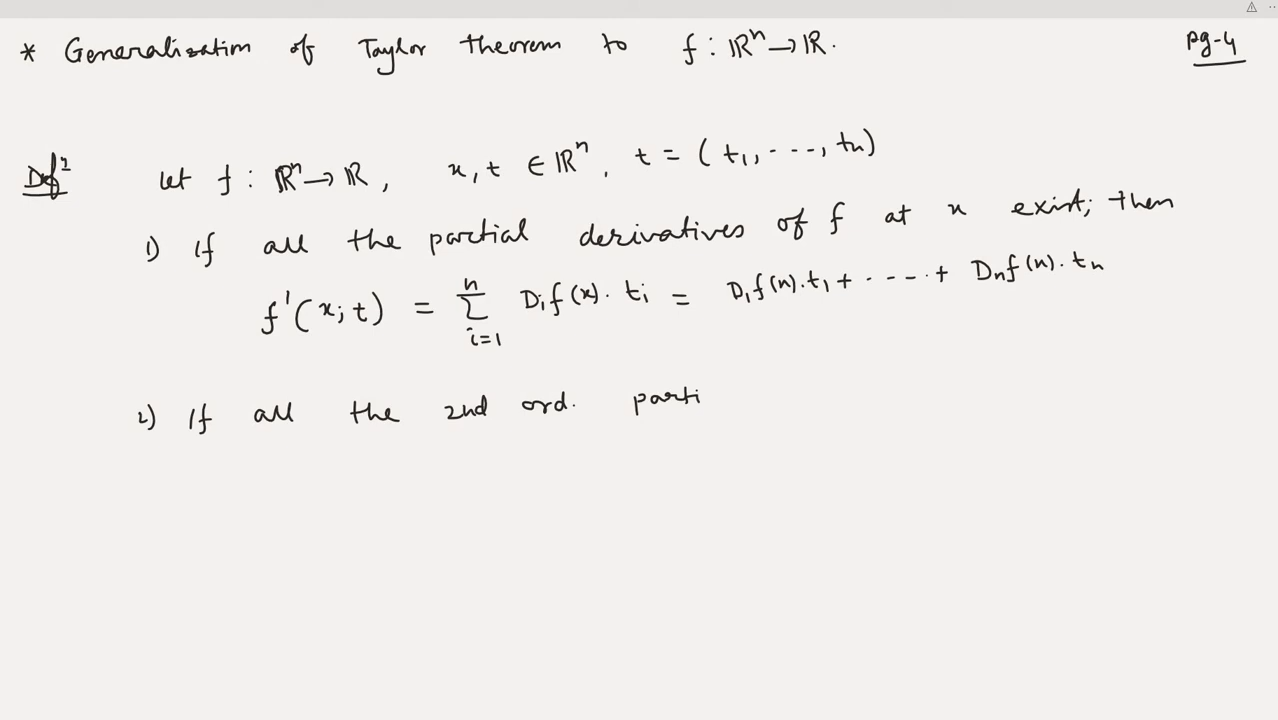 * Generalization of Taylor theorem to f : ℝⁿ → ℝ.
pg-4
Defⁿ let f : ℝⁿ → ℝ, x, t ∈ ℝⁿ, t = (t₁, ----, tₙ)
1) If all the partial derivatives of f at x exist; then
f'(x; t) = ∑ᵢ₌₁ⁿ Dᵢf(x). tᵢ = D₁f(x).t₁ + ----- + Dₙf(x). tₙ
2) If all the 2nd ord. parti